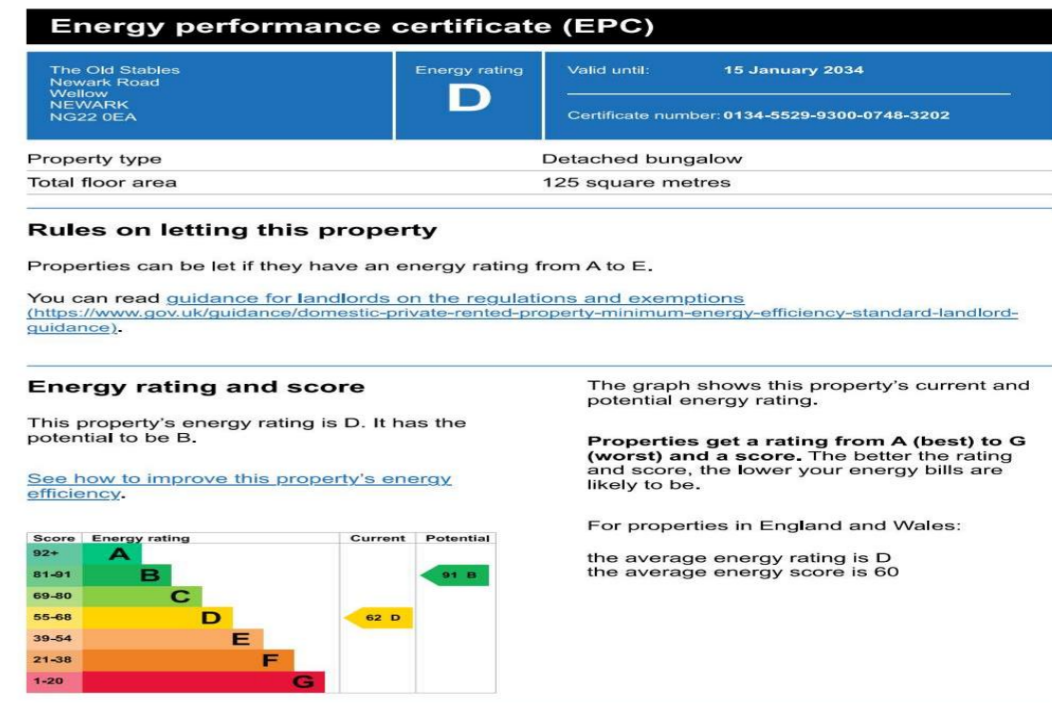 Energy performance certificate (EPC)
The Old Stables
Newark Road
Wellow
NEWARK
NG22 0EA
Energy rating
D
Valid until: 15 January 2034
Certificate number: 0134-5529-9300-0748-3202
Property type Detached bungalow
Total floor area 125 square metres
Rules on letting this property
Properties can be let if they have an energy rating from A to E.
You can read guidance for landlords on the regulations and exemptions
(https://www.gov.uk/guidance/domestic-private-rented-property-minimum-energy-efficiency-standard-landlord-
guidance).
Energy rating and score
This property's energy rating is D. It has the
potential to be B.
See how to improve this property's energy
efficiency.
Score Energy rating Current Potential
92+ A
81-91 B 91 B
69-80 C
55-68 D 62 D
39-54 E
21-38 F
1-20 G
The graph shows this property's current and
potential energy rating.
Properties get a rating from A (best) to G
(worst) and a score. The better the rating
and score, the lower your energy bills are
likely to be.
For properties in England and Wales:
the average energy rating is D
the average energy score is 60